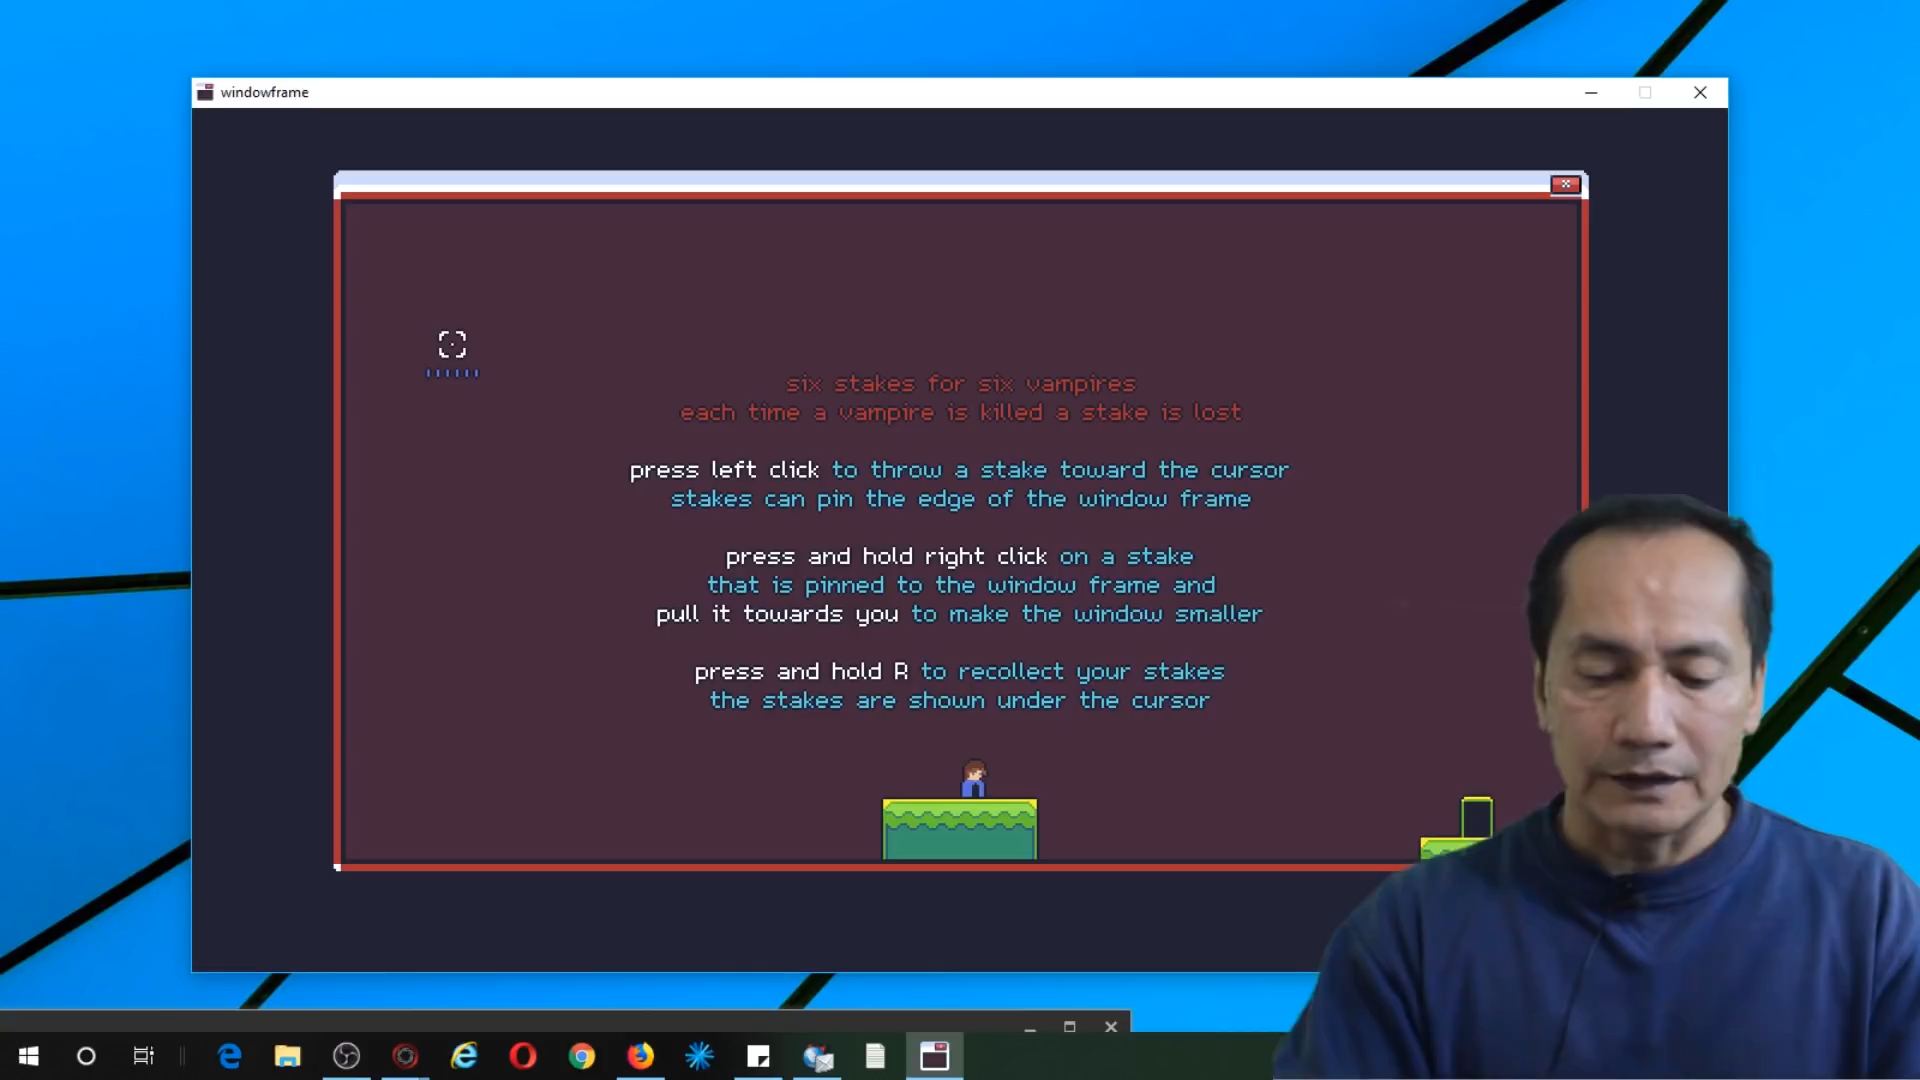 windowframe
six stakes for six vampires
each time a vampire is killed a stake is lost
press left click to throw a stake toward the cursor
stakes can pin the edge of the window frame
press and hold right click on a stake
that is pinned to the window frame and
pull it towards you to make the window smaller
press and hold R to recollect your stakes
the stakes are shown under the cursor